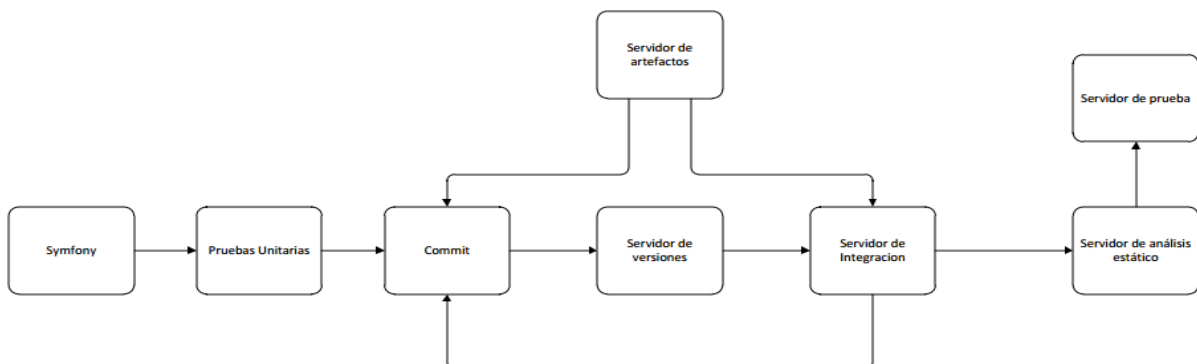 Servidor de
artefactos
Servidor de prueba
Symfony
Pruebas Unitarias
Commit
Servidor de
versiones
Servidor de
Integracion
Servidor de análisis
estático